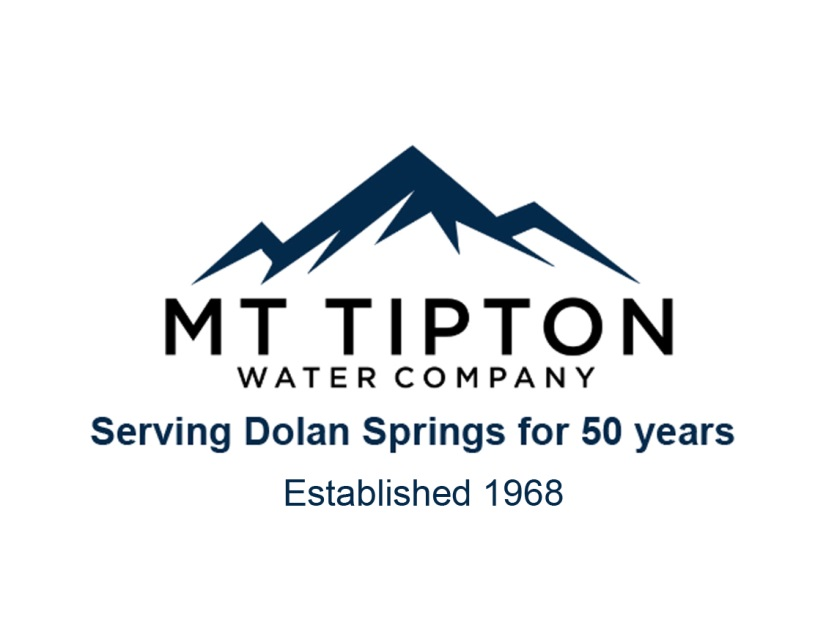 MT TIPTON
WATER COMPANY
Serving Dolan Springs for 50 years
Established 1968